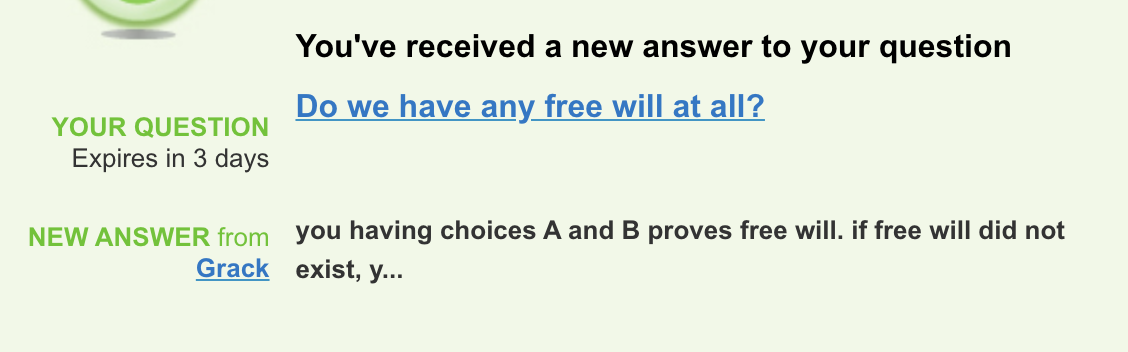 You've received a new answer to your question
Do we have any free will at all?
YOUR QUESTION
Expires in 3 days
NEW ANSWER from
Grack
you having choices A and B proves free will. if free will did not
exist, y...